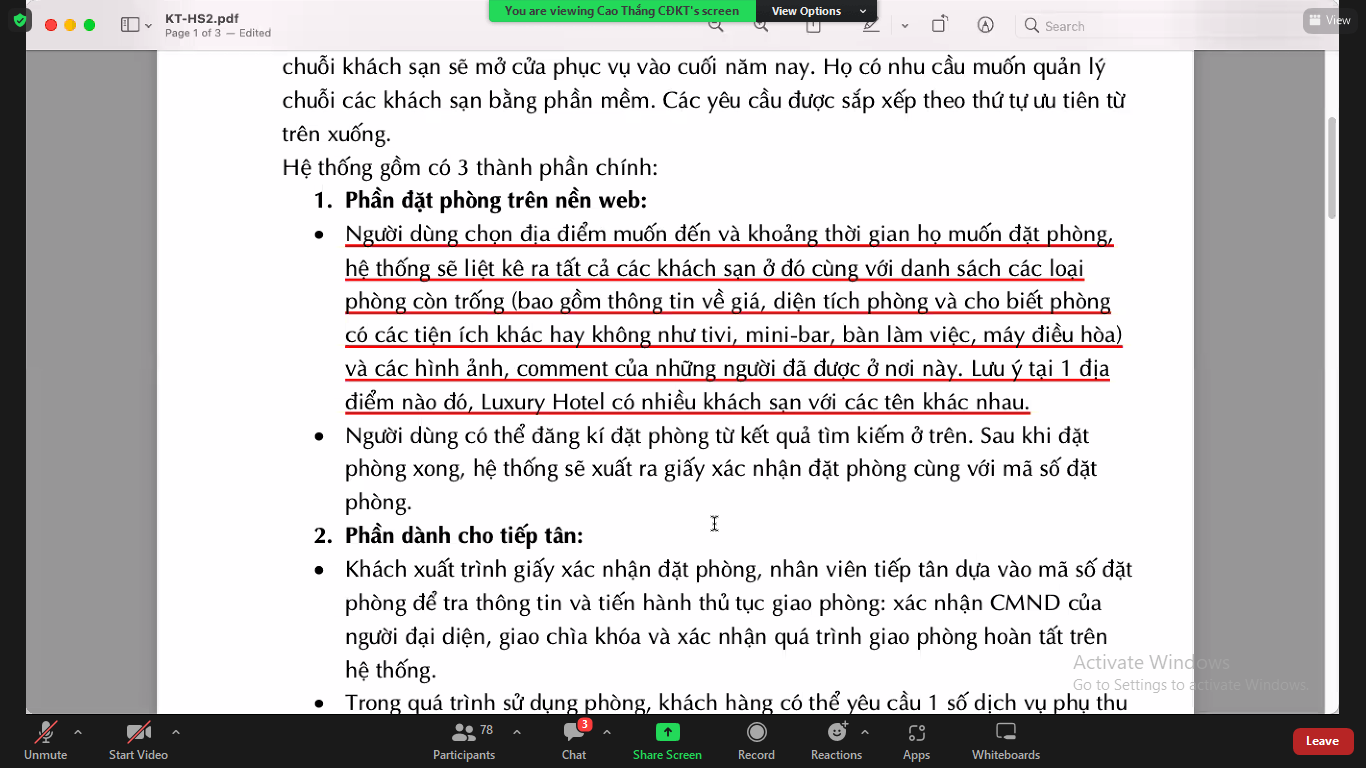 You are viewing Cao Thắng CĐKT's screen
View Options
View
KT-HS2.pdf
Page 1 of 3 — Edited
Search
chuỗi khách sạn sẽ mở cửa phục vụ vào cuối năm nay. Họ có nhu cầu muốn quản lý
chuỗi các khách sạn bằng phần mềm. Các yêu cầu được sắp xếp theo thứ tự ưu tiên từ
trên xuống.
Hệ thống gồm có 3 thành phần chính:
1. Phần đặt phòng trên nền web:
• Người dùng chọn địa điểm muốn đến và khoảng thời gian họ muốn đặt phòng,
hệ thống sẽ liệt kê ra tất cả các khách sạn ở đó cùng với danh sách các loại
phòng còn trống (bao gồm thông tin về giá, diện tích phòng và cho biết phòng
có các tiện ích khác hay không như tivi, mini-bar, bàn làm việc, máy điều hòa)
và các hình ảnh, comment của những người đã được ở nơi này. Lưu ý tại 1 địa
điểm nào đó, Luxury Hotel có nhiều khách sạn với các tên khác nhau.
• Người dùng có thể đăng kí đặt phòng từ kết quả tìm kiếm ở trên. Sau khi đặt
phòng xong, hệ thống sẽ xuất ra giấy xác nhận đặt phòng cùng với mã số đặt
phòng.
2. Phần dành cho tiếp tân:
• Khách xuất trình giấy xác nhận đặt phòng, nhân viên tiếp tân dựa vào mã số đặt
phòng để tra thông tin và tiến hành thủ tục giao phòng: xác nhận CMND của
người đại diện, giao chìa khóa và xác nhận quá trình giao phòng hoàn tất trên
hệ thống.
• Trong quá trình sử dụng phòng, khách hàng có thể yêu cầu 1 số dịch vụ phụ thu
Activate Windows
Go to Settings to activate Windows.
Unmute
Start Video
Participants
78
Chat
3
Share Screen
Record
Reactions
Apps
Whiteboards
Leave